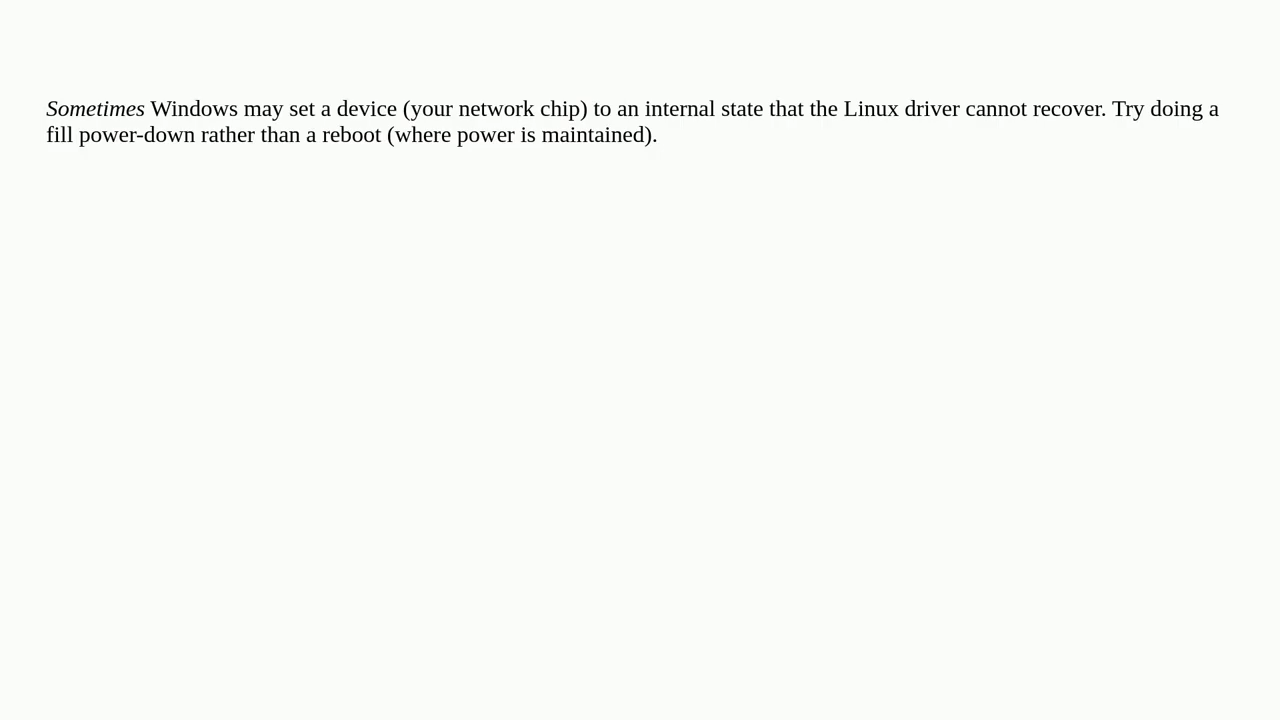 Sometimes Windows may set a device (your network chip) to an internal state that the Linux driver cannot recover. Try doing a
fill power-down rather than a reboot (where power is maintained).